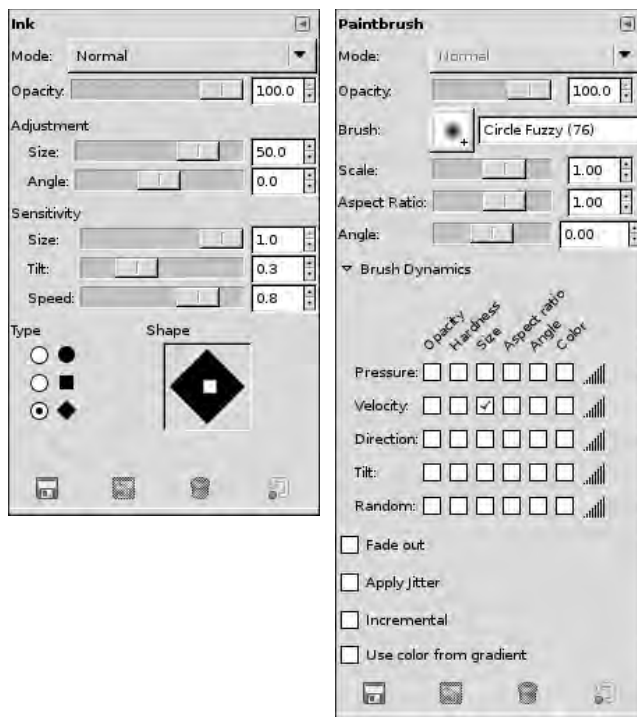 Ink
Mode: Normal
Opacity: 100.0
Adjustment
Size: 50.0
Angle: 0.0
Sensitivity
Size: 1.0
Tilt: 0.3
Speed: 0.8
Type Shape
Paintbrush
Mode: Normal
Opacity: 100.0
Brush: Circle Fuzzy (76)
Scale: 1.00
Aspect Ratio: 1.00
Angle: 0.00
Brush Dynamics
Opacity Hardness Size Aspect ratio Angle Color
Pressure:
Velocity:
Direction:
Tilt:
Random:
Fade out
Apply Jitter
Incremental
Use color from gradient